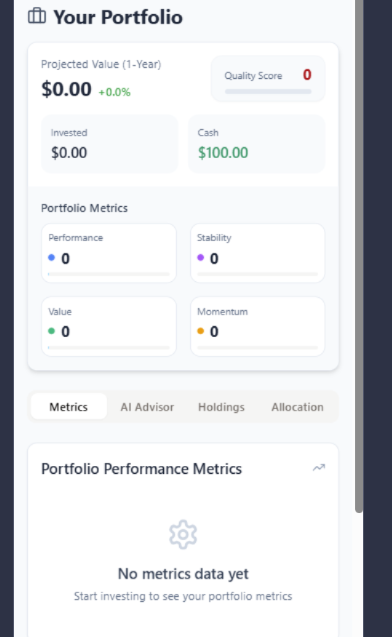 Your Portfolio
Projected Value (1-Year)
$0.00 +0.0%
Quality Score 0
Invested
$0.00
Cash
$100.00
Portfolio Metrics
Performance
0
Stability
0
Value
0
Momentum
0
Metrics AI Advisor Holdings Allocation
Portfolio Performance Metrics
No metrics data yet
Start investing to see your portfolio metrics